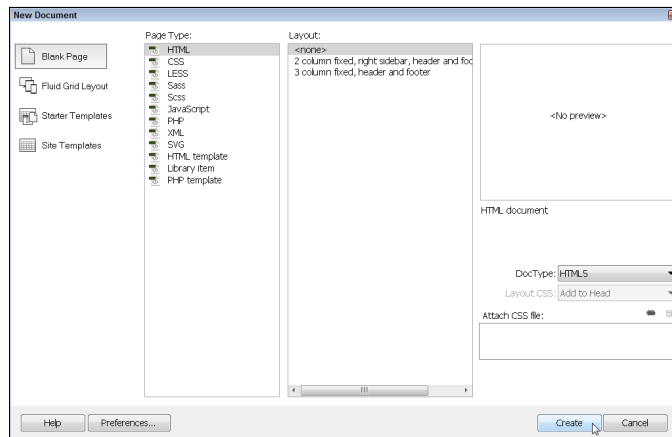 New Document
Blank Page
Fluid Grid Layout
Starter Templates
Site Templates
Page Type:
HTML
CSS
LESS
Sass
Scss
JavaScript
PHP
XML
SVG
HTML template
Library item
PHP template
Layout:
<none>
2 column fixed, right sidebar, header and foo
3 column fixed, header and footer
<No preview>
HTML document
DocType: HTML5
Layout CSS: Add to Head
Attach CSS file:
Help
Preferences...
Create
Cancel